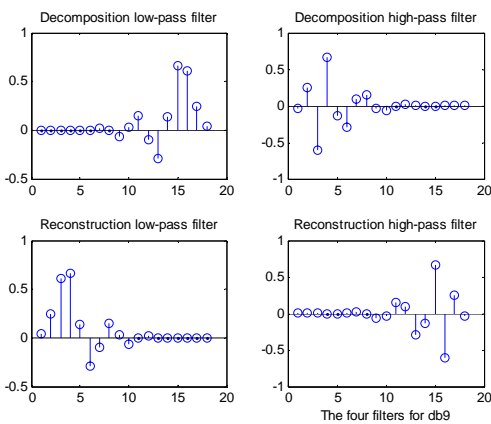 Decomposition low-pass filter
1
0.5
0
-0.5
0 5 10 15 20
Decomposition high-pass filter
1
0.5
0
-0.5
-1
0 5 10 15 20
Reconstruction low-pass filter
1
0.5
0
-0.5
0 5 10 15 20
Reconstruction high-pass filter
1
0.5
0
-0.5
-1
0 5 10 15 20
The four filters for db9